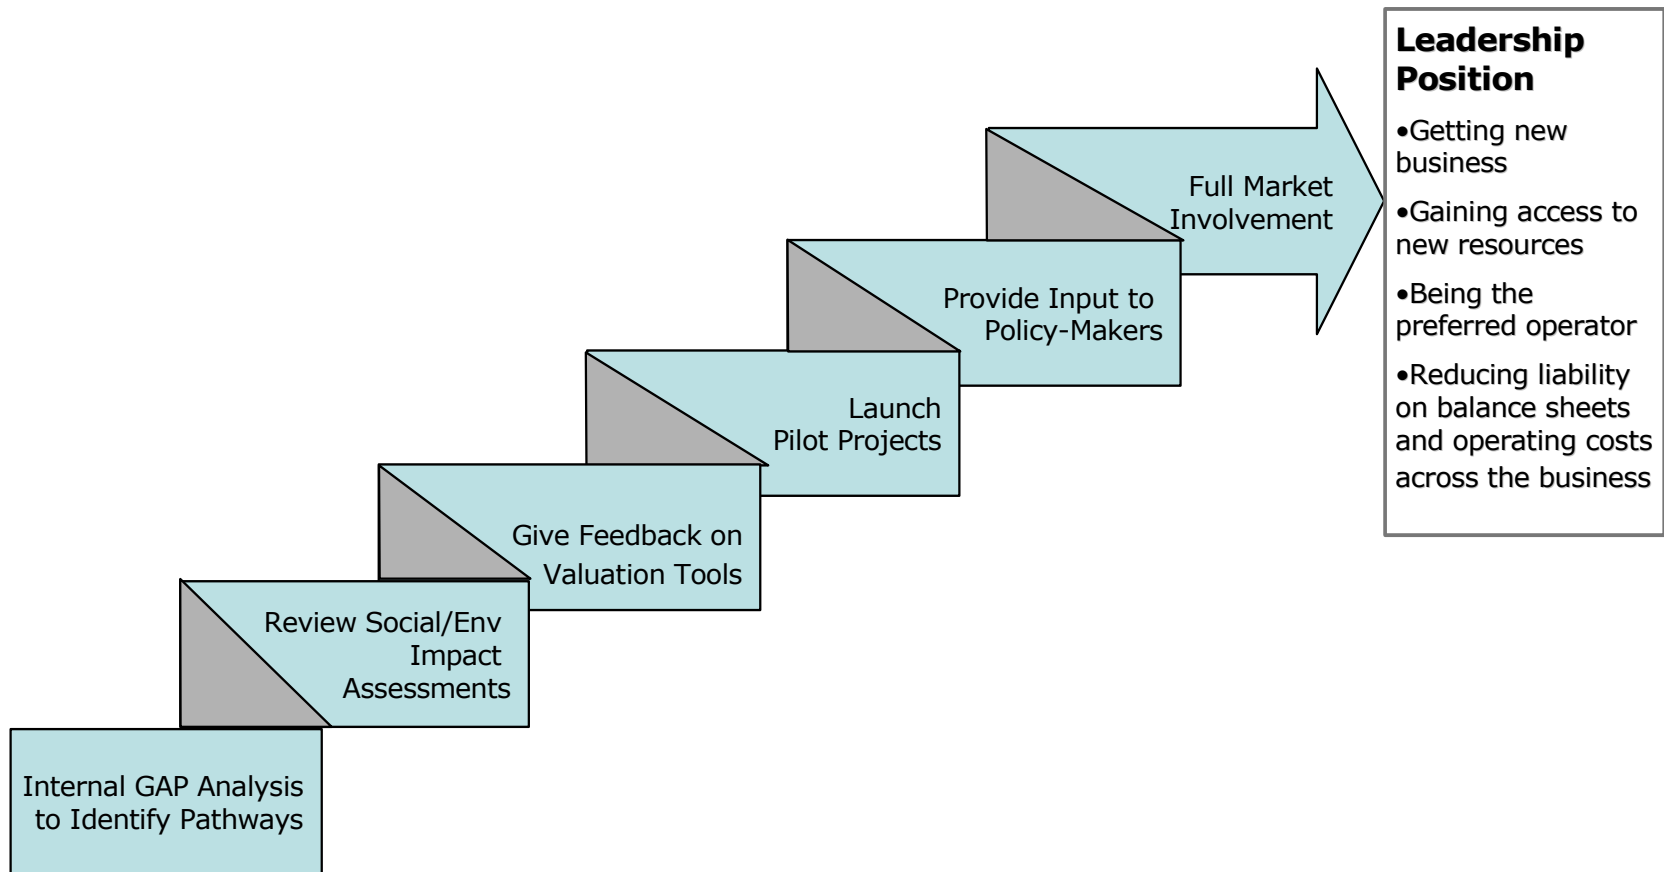 Leadership
Position
•Getting new
business
•Gaining access to
new resources
•Being the
preferred operator
•Reducing liability
on balance sheets
and operating costs
across the business
Full Market
Involvement
Provide Input to
Policy-Makers
Launch
Pilot Projects
Give Feedback on
Valuation Tools
Review Social/Env
Impact
Assessments
Internal GAP Analysis
to Identify Pathways